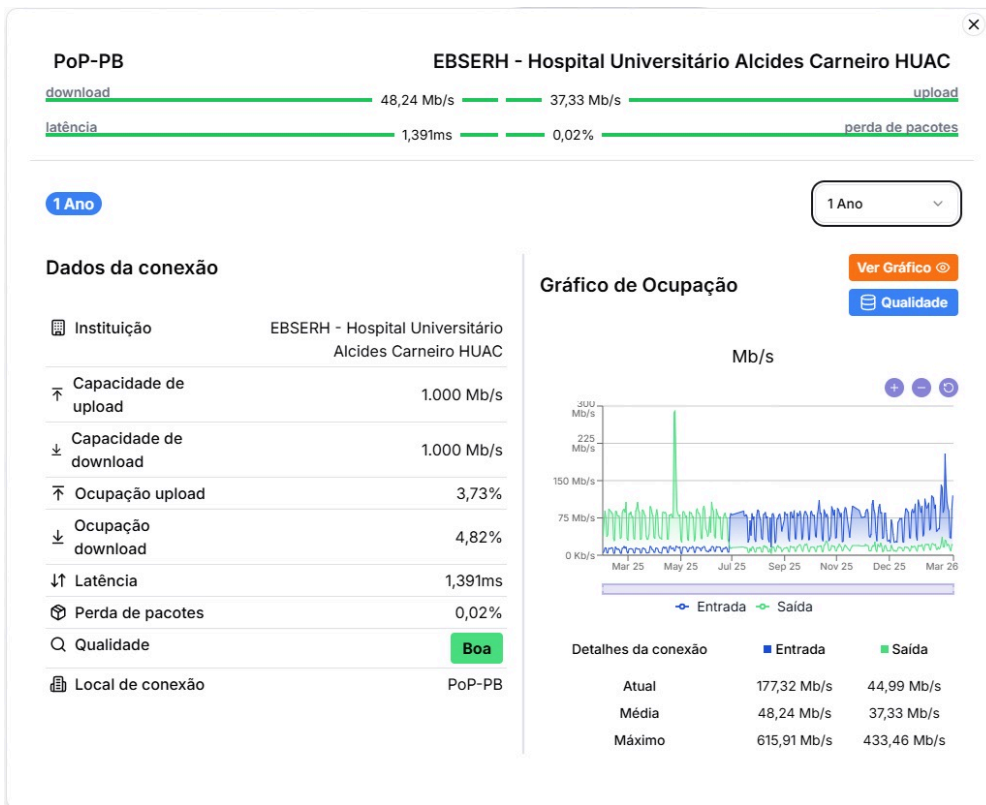 PoP-PB
EBSERH - Hospital Universitário Alcides Carneiro HUAC
download
48,24 Mb/s
37,33 Mb/s
upload
latência
1,391ms
0,02%
perda de pacotes
1 Ano
1 Ano
Dados da conexão
Instituição
EBSERH - Hospital Universitário
Alcides Carneiro HUAC
Capacidade de
upload
1.000 Mb/s
Capacidade de
download
1.000 Mb/s
Ocupação upload
3,73%
Ocupação
download
4,82%
Latência
1,391ms
Perda de pacotes
0,02%
Qualidade
Boa
Local de conexão
PoP-PB
Gráfico de Ocupação
Ver Gráfico
Qualidade
Mb/s
300
Mb/s
225
Mb/s
150 Mb/s
75 Mb/s
0 Kb/s
Mar 25 May 25 Jul 25 Sep 25 Nov 25 Dec 25 Mar 26
Entrada Saída
Detalhes da conexão Entrada Saída
Atual 177,32 Mb/s 44,99 Mb/s
Média 48,24 Mb/s 37,33 Mb/s
Máximo 615,91 Mb/s 433,46 Mb/s